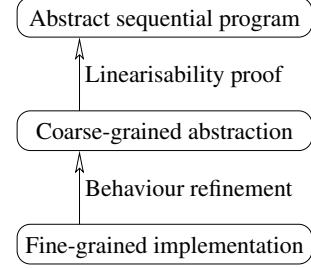 Abstract sequential program
Linearisability proof
Coarse-grained abstraction
Behaviour refinement
Fine-grained implementation